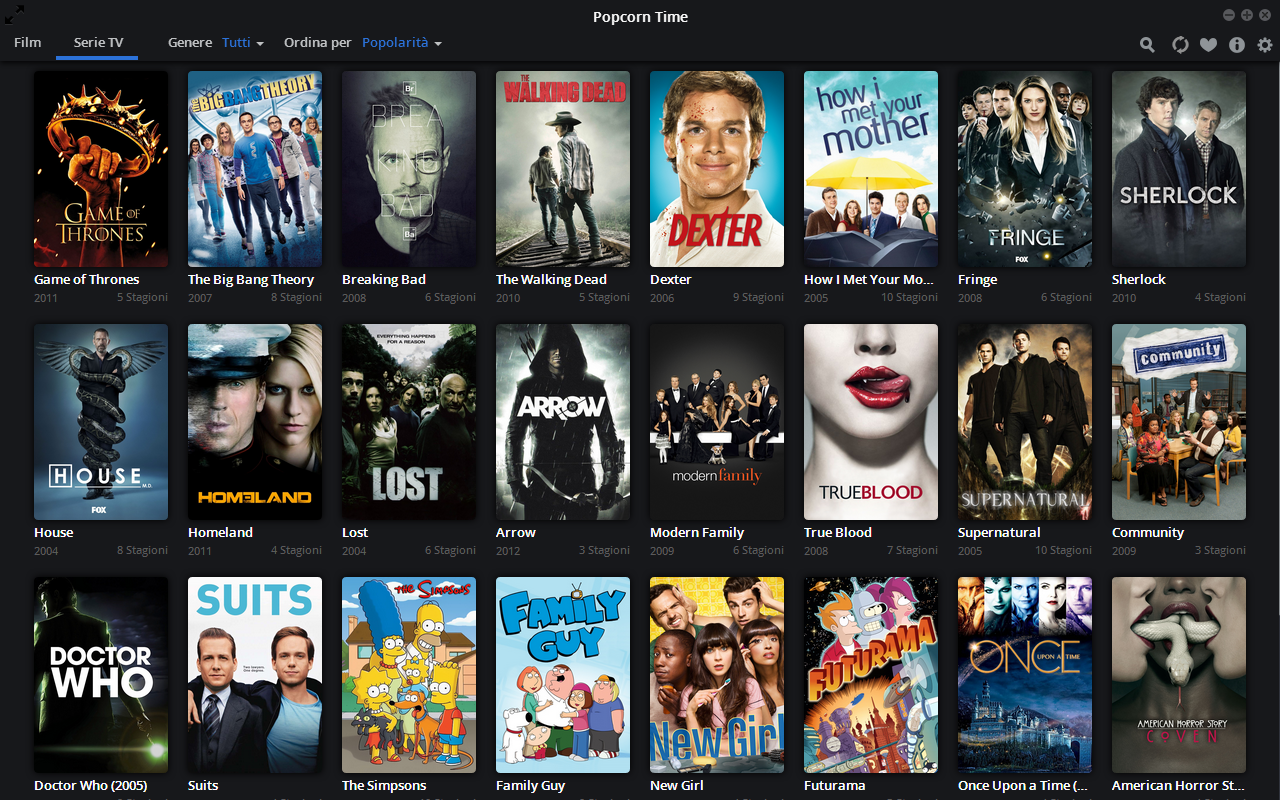 Popcorn Time
Film Serie TV Genere Tutti Ordina per Popolarità
GAME OF
THRONES
THE BIG BANG THEORY
Br
BREA
KING
BAD
Ba
THE
WALKING DEAD
DEXTER
how i
met your
mother
FRINGE
FOX
SHERLOCK
Game of Thrones The Big Bang Theory Breaking Bad The Walking Dead Dexter How I Met Your Mo... Fringe Sherlock
2011 5 Stagioni 2007 8 Stagioni 2008 6 Stagioni 2010 5 Stagioni 2006 9 Stagioni 2005 10 Stagioni 2008 6 Stagioni 2010 4 Stagioni
HOUSE M.D.
FOX
HOMELAND
EVERYTHING HAPPENS
FOR A REASON
LOST
ARROW
modern family
TRUEBLOOD
SUPERNATURAL
community
House Homeland Lost Arrow Modern Family True Blood Supernatural Community
2004 8 Stagioni 2011 4 Stagioni 2004 6 Stagioni 2012 3 Stagioni 2009 6 Stagioni 2008 7 Stagioni 2005 10 Stagioni 2009 3 Stagioni
DOCTOR
WHO
SUITS
Two lawyers.
One degree.
THE SIMPSONS
FAMILY
GUY
New Girl
FUTURAMA
ONCE UPON A TIME
AMERICAN HORROR STORY
COVEN
Doctor Who (2005) Suits The Simpsons Family Guy New Girl Futurama Once Upon a Time (... American Horror St...